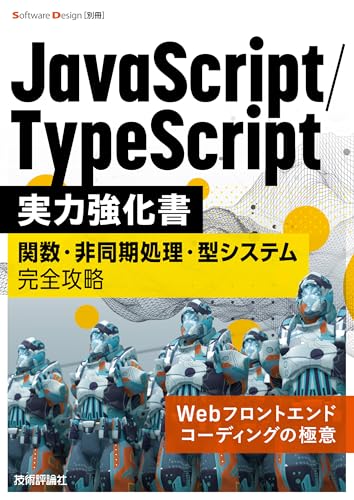 Software Design[別冊]
JavaScript/
TypeScript
実力強化書
関数・非同期処理・型システム
完全攻略
Webフロントエンド
コーディングの極意
技術評論社